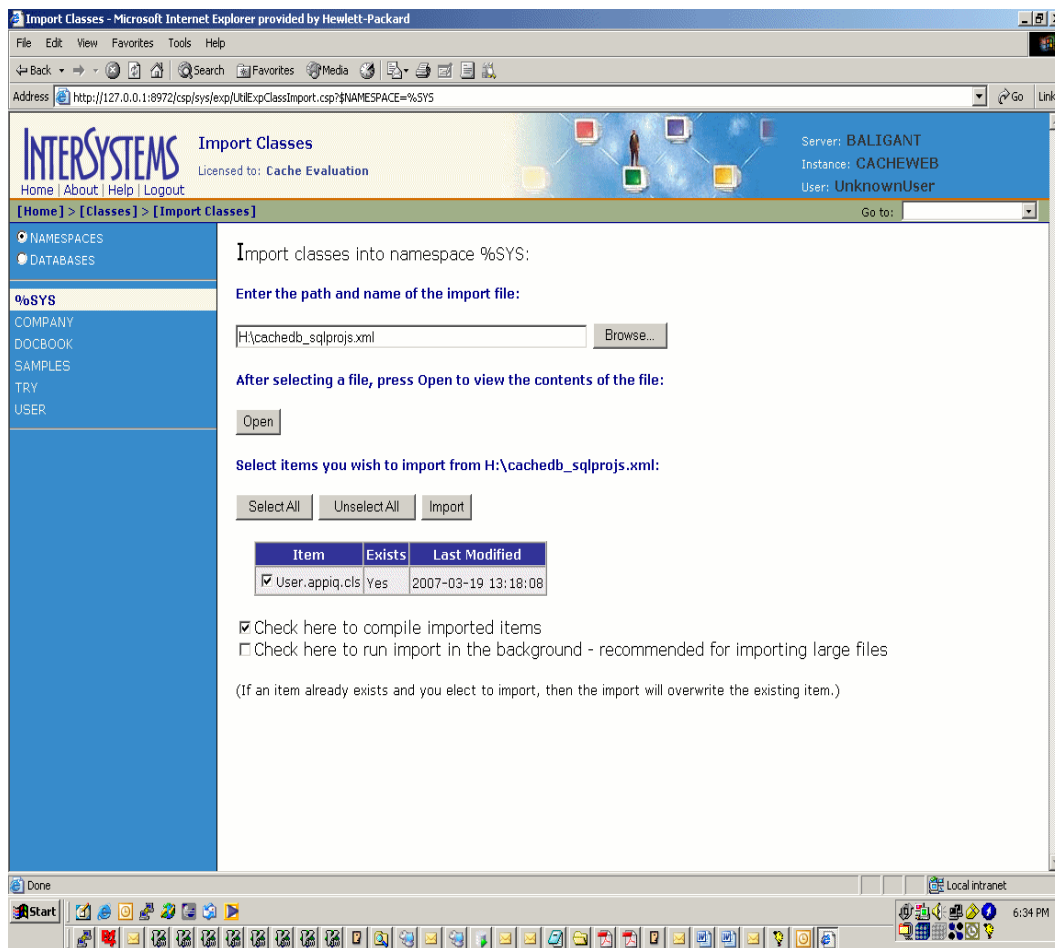 Import Classes - Microsoft Internet Explorer provided by Hewlett-Packard
File Edit View Favorites Tools Help
Back Search Favorites Media
Address http://127.0.0.1:8972/csp/sys/exp/UtilExpClassImport.csp?$NAMESPACE=%SYS Go Link
INTERSYSTEMS
Import Classes
Licensed to: Cache Evaluation
Home | About | Help | Logout
Server: BALIGANT
Instance: CACHEWEB
User: UnknownUser
[Home] > [Classes] > [Import Classes] Go to:
NAMESPACES
DATABASES
%SYS
COMPANY
DOCBOOK
SAMPLES
TRY
USER
Import classes into namespace %SYS:
Enter the path and name of the import file:
H:\cachedb_sqlprojs.xml Browse...
After selecting a file, press Open to view the contents of the file:
Open
Select items you wish to import from H:\cachedb_sqlprojs.xml:
Select All Unselect All Import
Item Exists Last Modified
User.appiq.cls Yes 2007-03-19 13:18:08
Check here to compile imported items
Check here to run import in the background - recommended for importing large files
(If an item already exists and you elect to import, then the import will overwrite the existing item.)
Done Local intranet
Start 6:34 PM